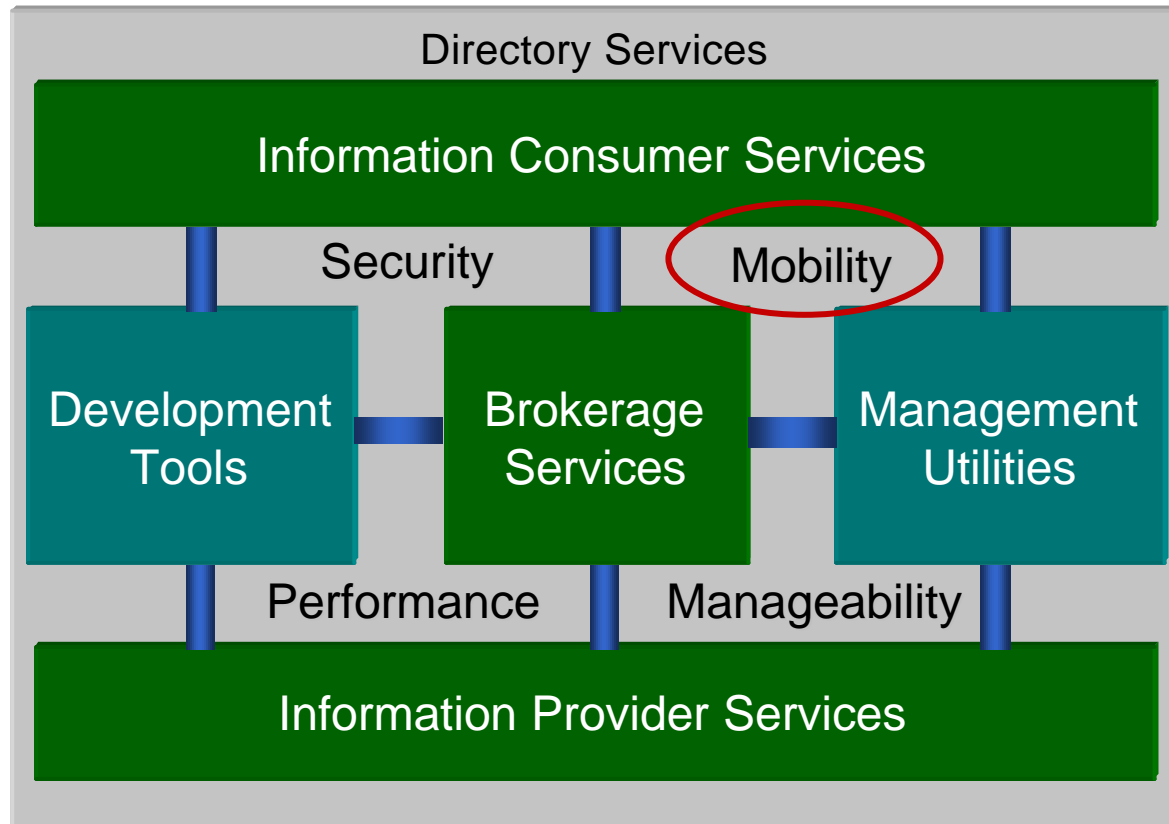 Directory Services
Information Consumer Services
Security
Mobility
Development
Tools
Brokerage
Services
Management
Utilities
Performance
Manageability
Information Provider Services